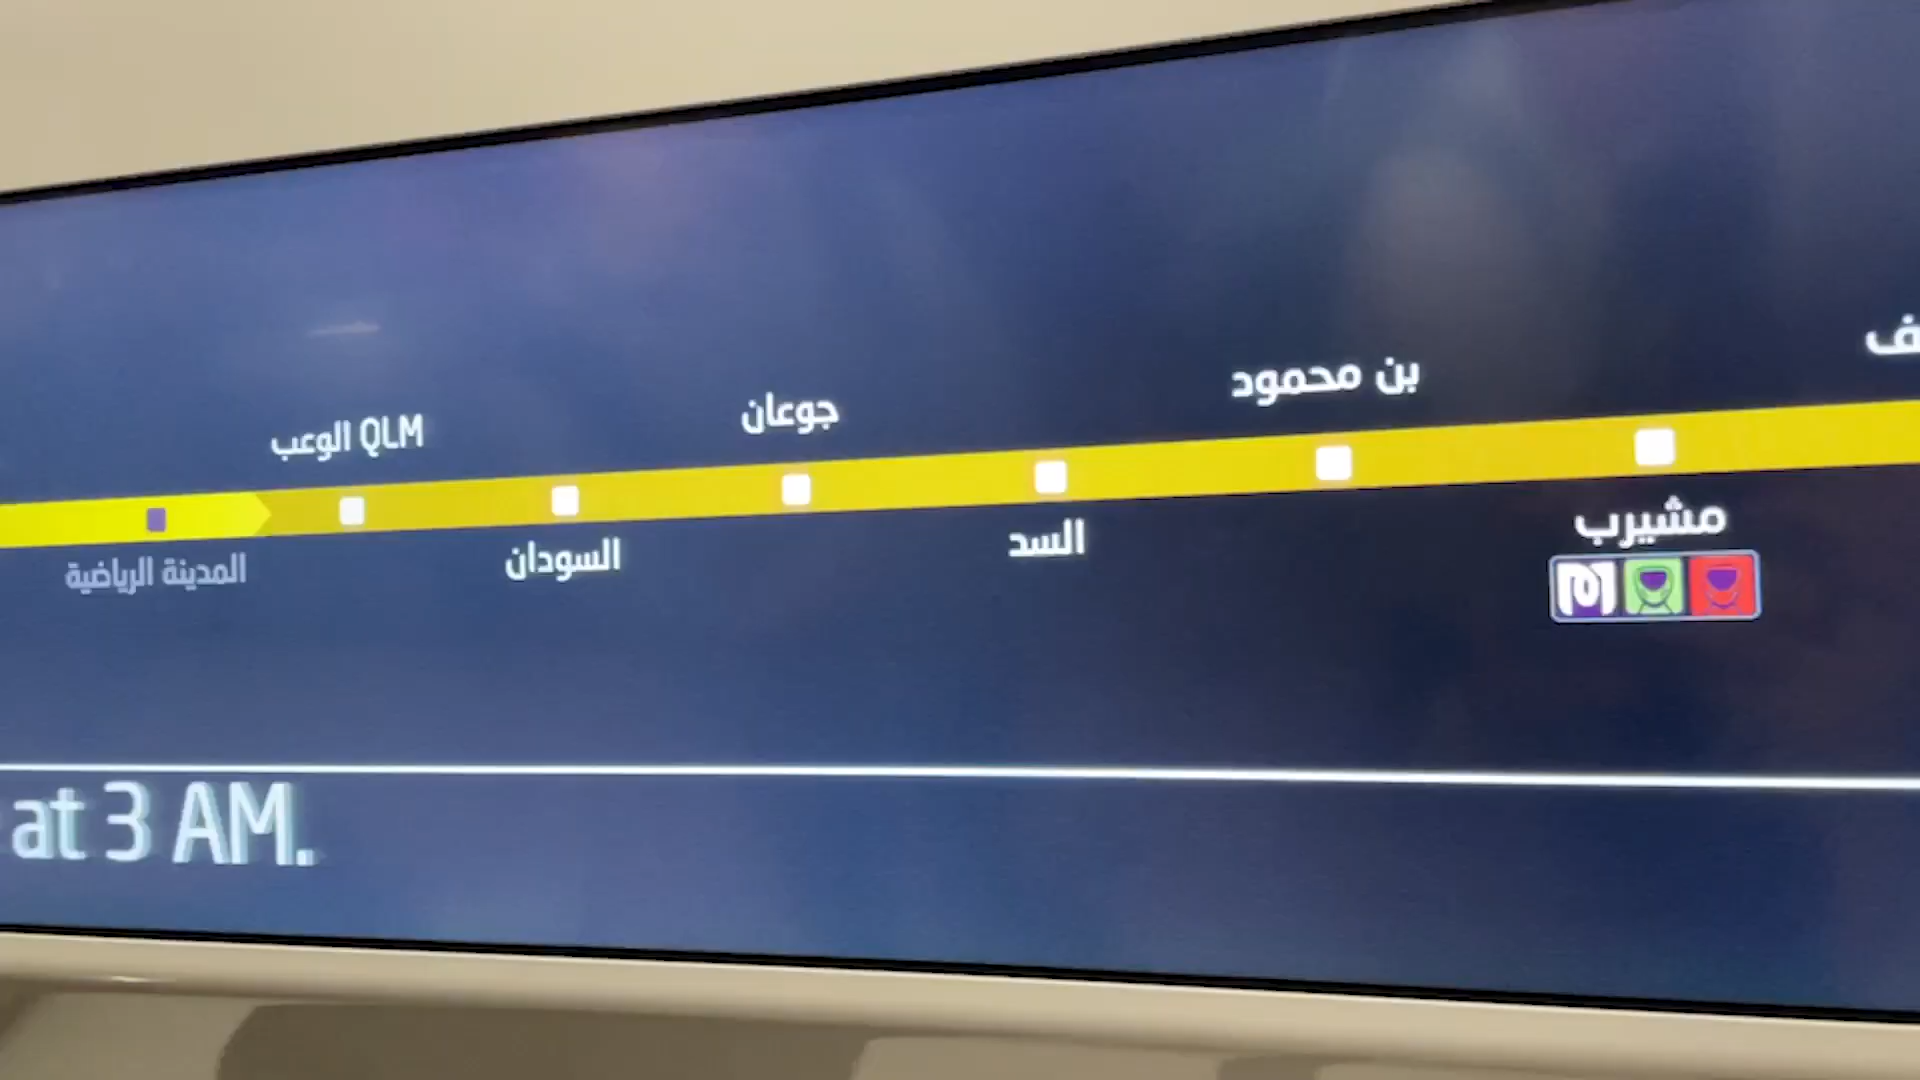 المدينة الرياضية
QLM الوعب
السودان
جوعان
السد
بن محمود
مشيرب
at 3 AM.